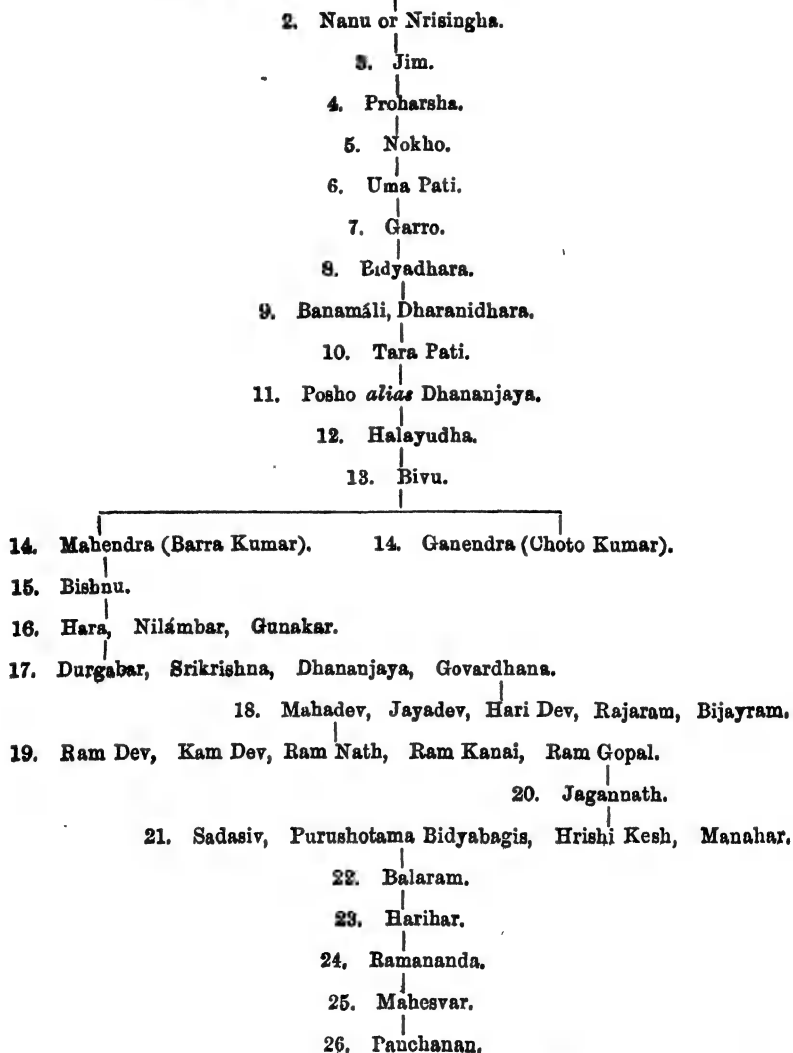 2. Nanu or Nrisingha.
3. Jim.
4. Proharsha.
5. Nokho.
6. Uma Pati.
7. Garro.
8. Bidyadhara.
9. Banamáli, Dharanidhara.
10. Tara Pati.
11. Posho alias Dhananjaya.
12. Halayudha.
13. Bivu.
14. Mahendra (Barra Kumar). 14. Ganendra (Choto Kumar).
15. Bishnu.
16. Hara, Nilámbar, Gunakar.
17. Durgabar, Srikrishna, Dhananjaya, Govardhana.
18. Mahadev, Jayadev, Hari Dev, Rajaram, Bijayram.
19. Ram Dev, Kam Dev, Ram Nath, Ram Kanai, Ram Gopal.
20. Jagannath.
21. Sadasiv, Purushotama Bidyabagis, Hrishi Kesh, Manahar.
22. Balaram.
23. Harihar.
24. Ramananda.
25. Mahesvar.
26. Panchanan.